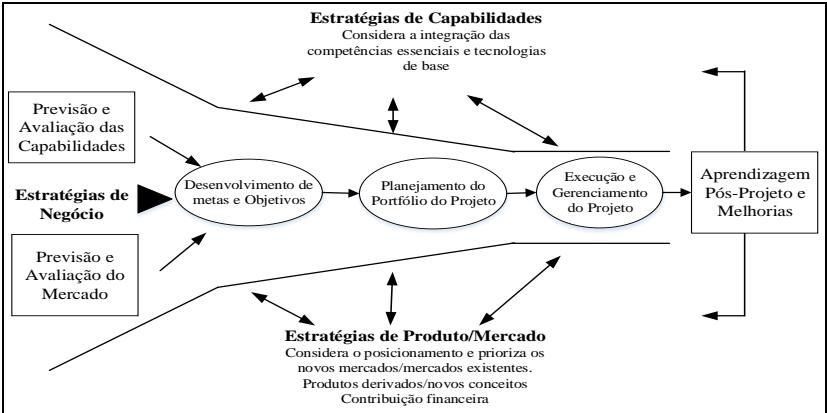 Estratégias de Capabilidades
Considera a integração das
competências essenciais e tecnologias
de base
Previsão e
Avaliação das
Capabilidades
Estratégias de
Negócio
Previsão e
Avaliação do
Mercado
Desenvolvimento de
metas e Objetivos
Planejamento do
Portfólio do Projeto
Execução e
Gerenciamento
do Projeto
Aprendizagem
Pós-Projeto e
Melhorias
Estratégias de Produto/Mercado
Considera o posicionamento e prioriza os
novos mercados/mercados existentes.
Produtos derivados/novos conceitos
Contribuição financeira